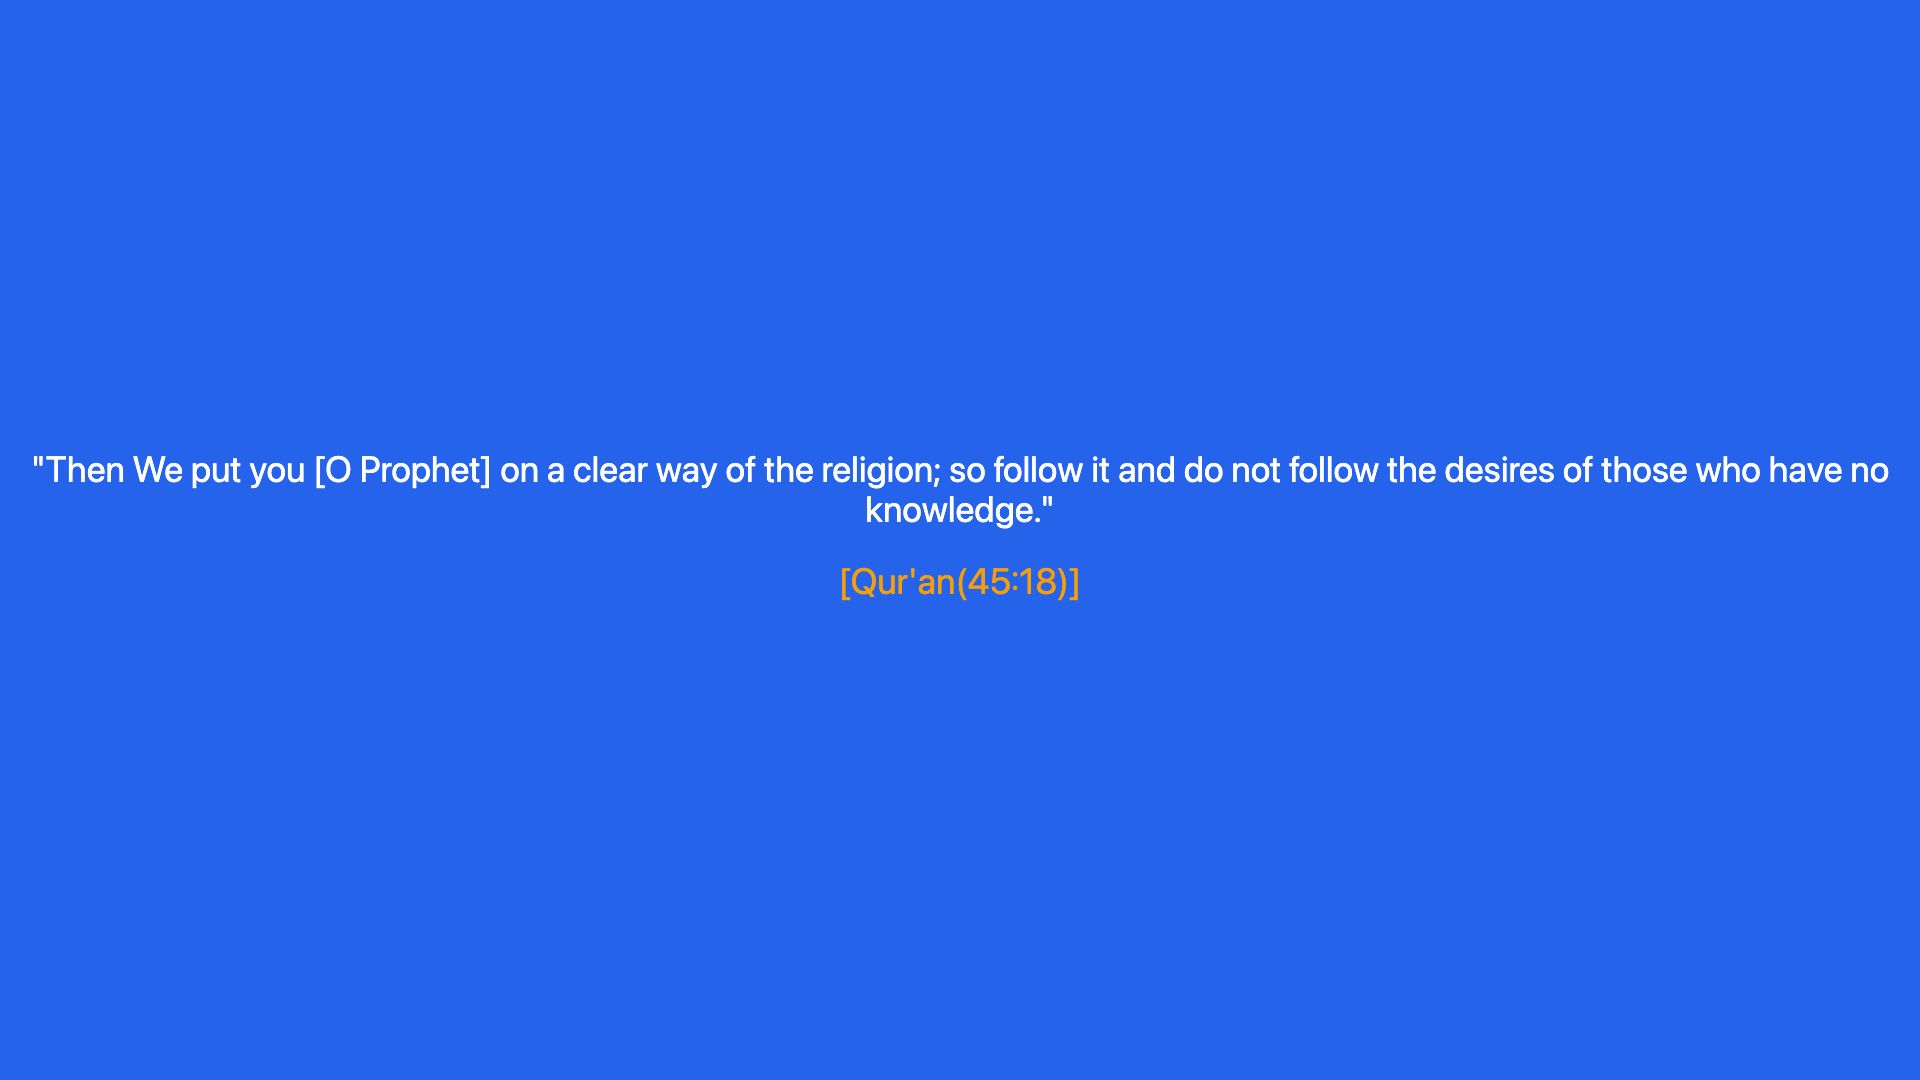 "Then We put you [O Prophet] on a clear way of the religion; so follow it and do not follow the desires of those who have no
knowledge."
[Qur'an(45:18)]